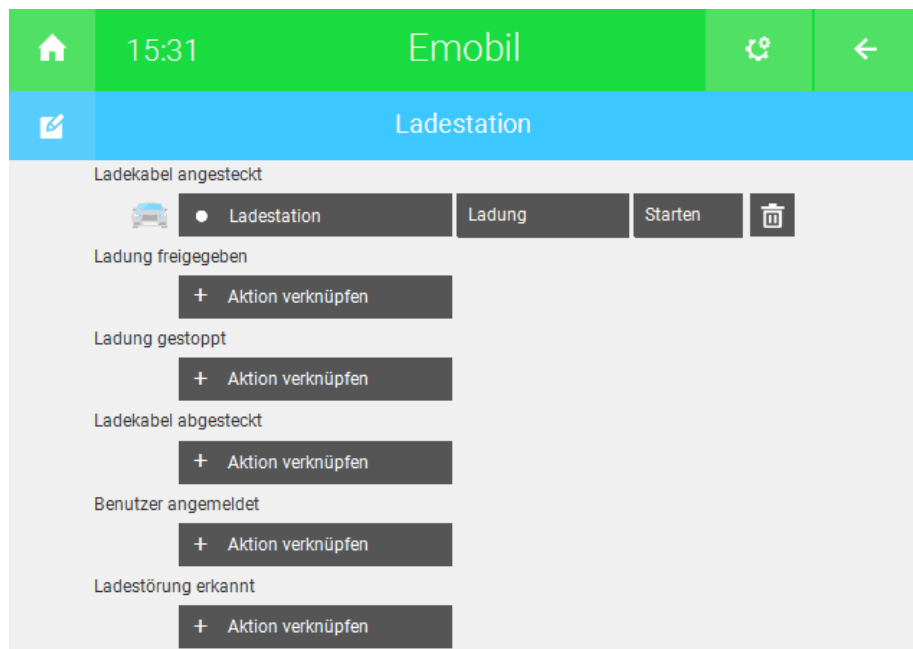 15:31 Emobil
Ladestation
Ladekabel angesteckt
Ladestation Ladung Starten
Ladung freigegeben
+ Aktion verknüpfen
Ladung gestoppt
+ Aktion verknüpfen
Ladekabel abgesteckt
+ Aktion verknüpfen
Benutzer angemeldet
+ Aktion verknüpfen
Ladestörung erkannt
+ Aktion verknüpfen